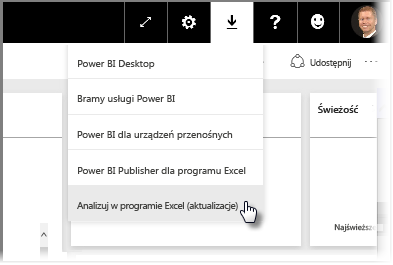 Power BI Desktop
Udostępnij
Bramy usługi Power BI
Świeżość
Power BI dla urządzeń przenośnych
Power BI Publisher dla programu Excel
Analizuj w programie Excel (aktualizacje)
Najświeższe